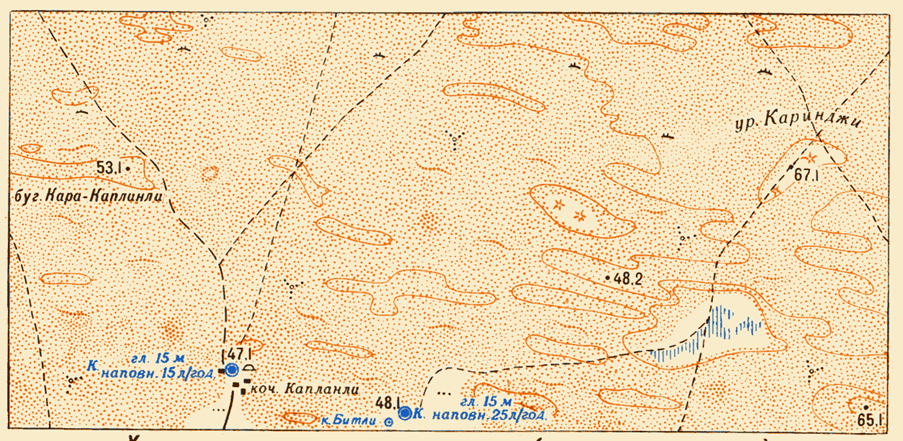 ур. Каринджи
53.1
67.1
буг. Кара-Каплинли
48.2
47.1
гл. 15 м
К. наповн. 15 л/год.
коч. Капланли
48.1
гл. 15 м
К. наповн. 25 л/год.
к. Битли
65.1